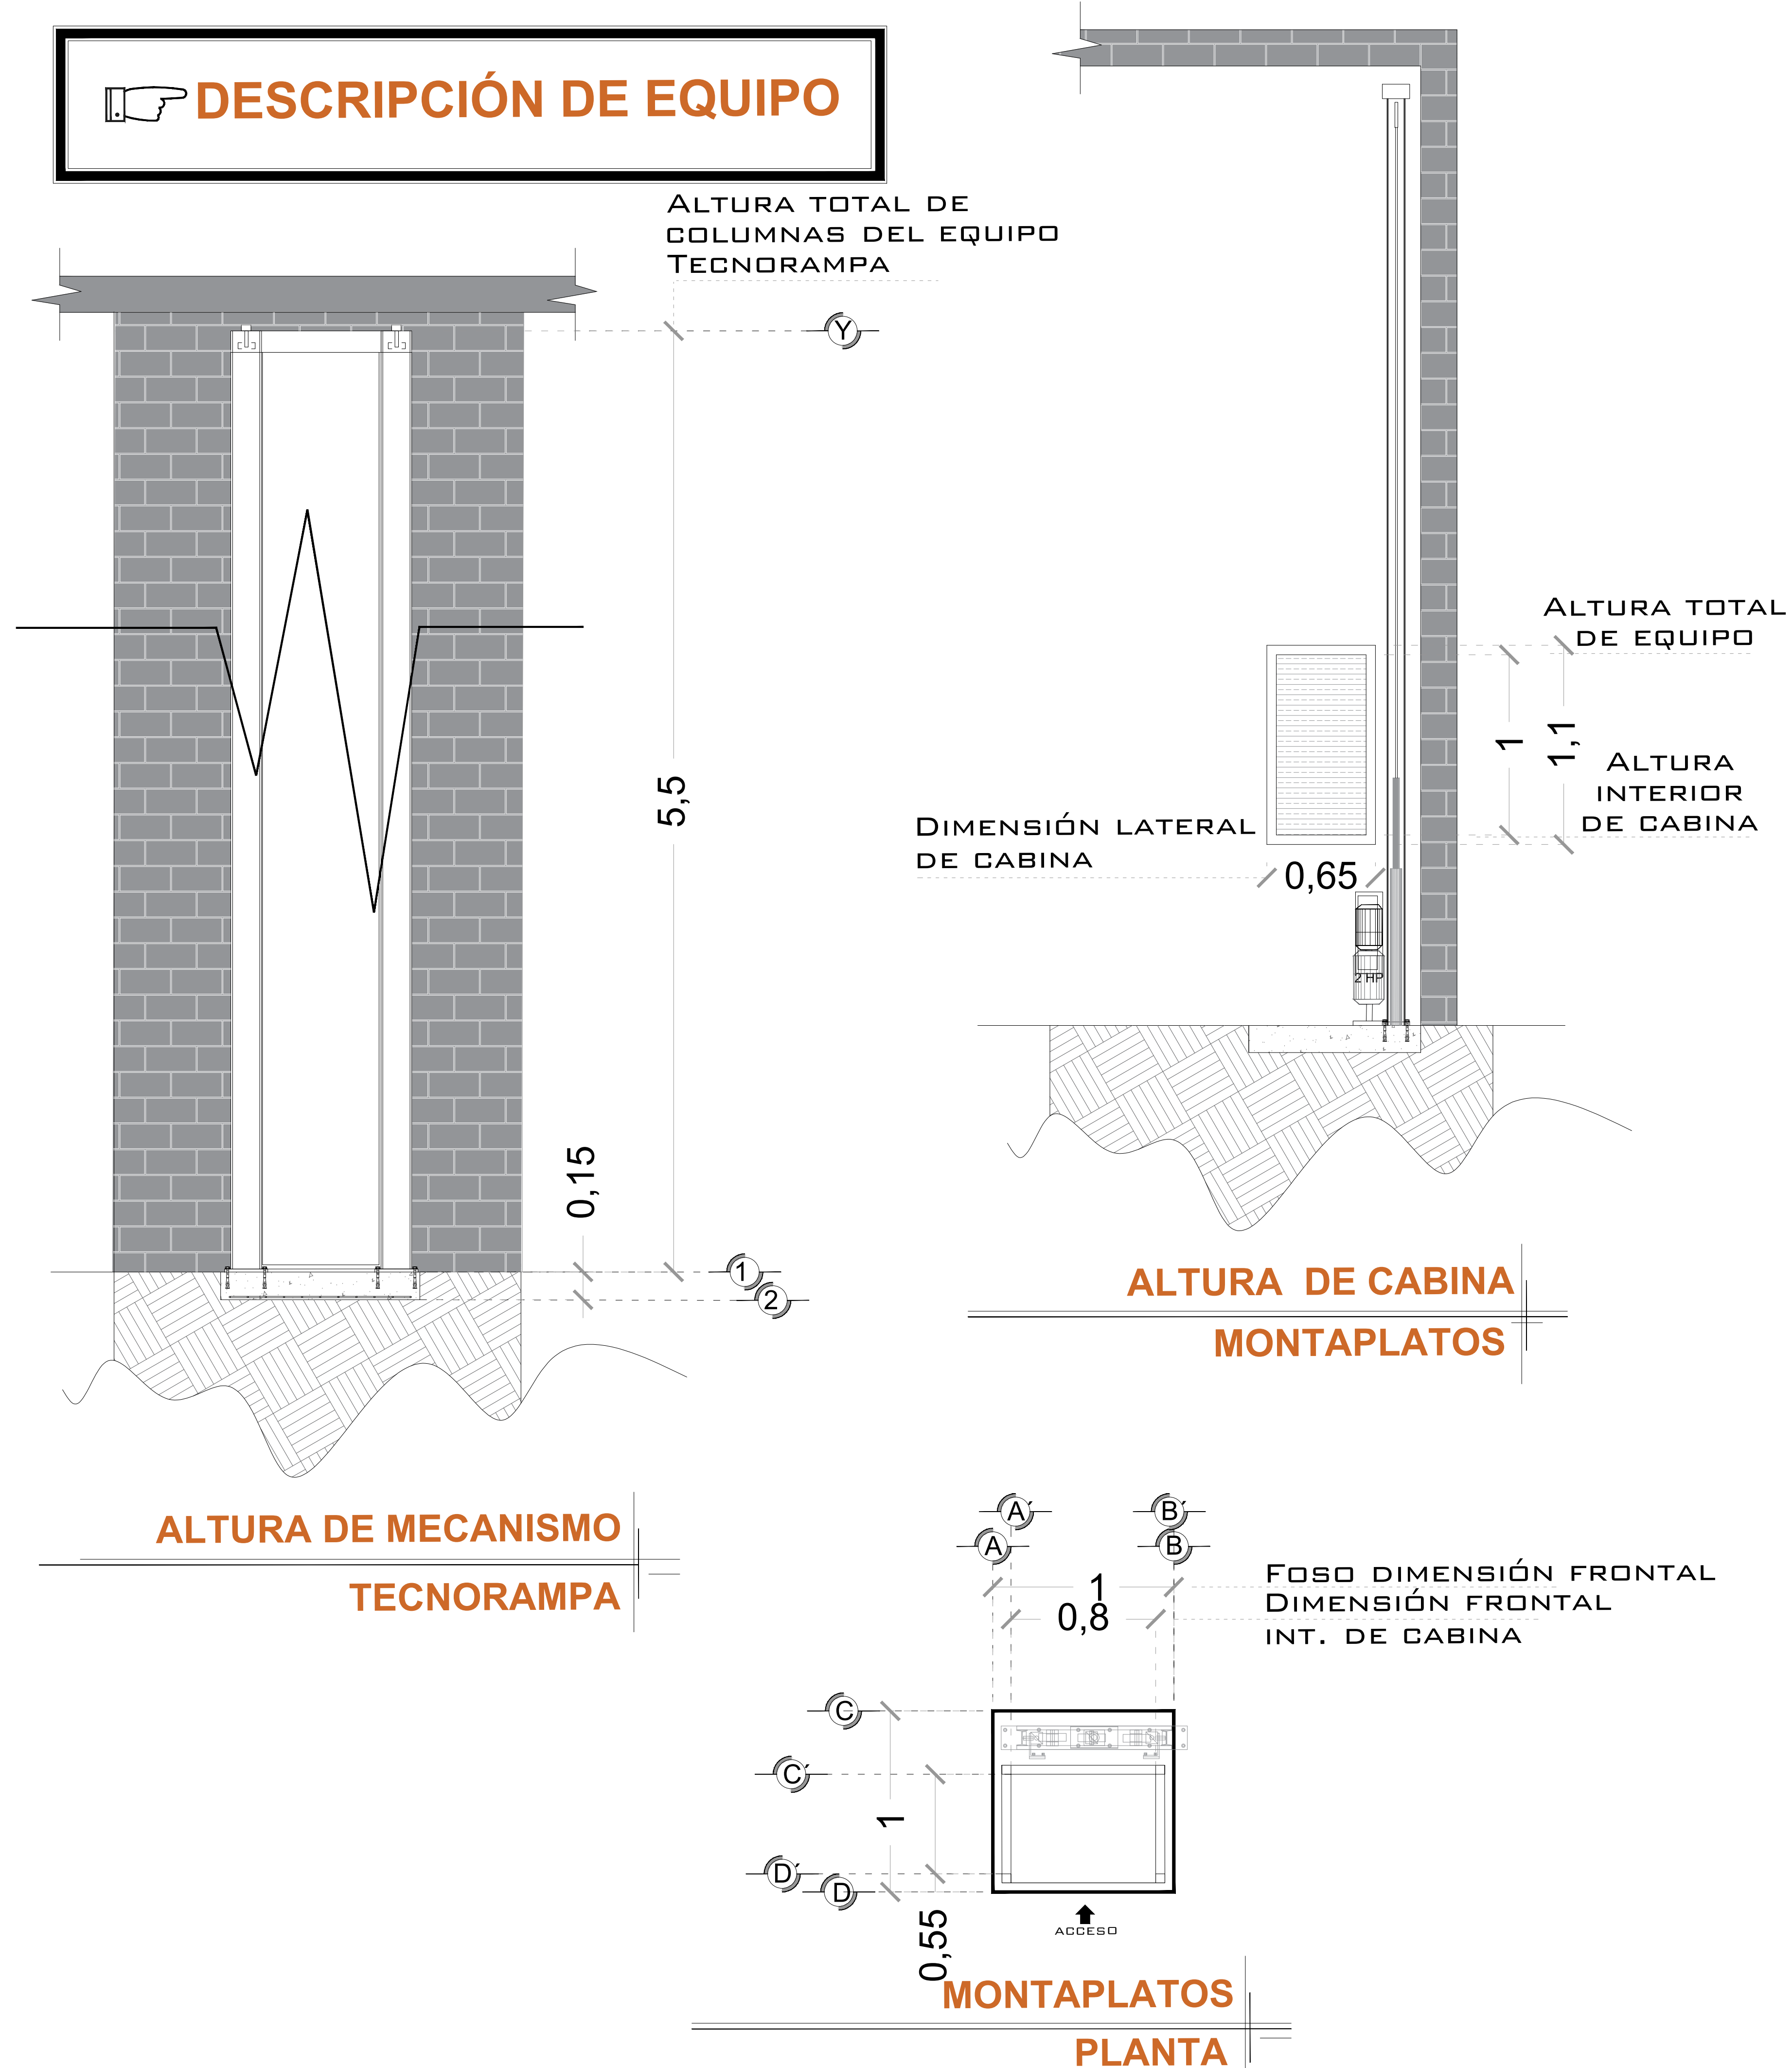 DESCRIPCIÓN DE EQUIPO
ALTURA TOTAL DE
COLUMNAS DEL EQUIPO
TECNORAMPA
Y
5,5
0,15
1
2
ALTURA DE MECANISMO
TECNORAMPA
ALTURA TOTAL
DE EQUIPO
1
1,1
ALTURA
INTERIOR
DE CABINA
DIMENSIÓN LATERAL
DE CABINA
0,65
2 HP
ALTURA DE CABINA
MONTAPLATOS
A´
B´
A
B
1
0,8
FOSO DIMENSIÓN FRONTAL
DIMENSIÓN FRONTAL
INT. DE CABINA
C
C´
1
D´
D
0,55
ACCESO
MONTAPLATOS
PLANTA